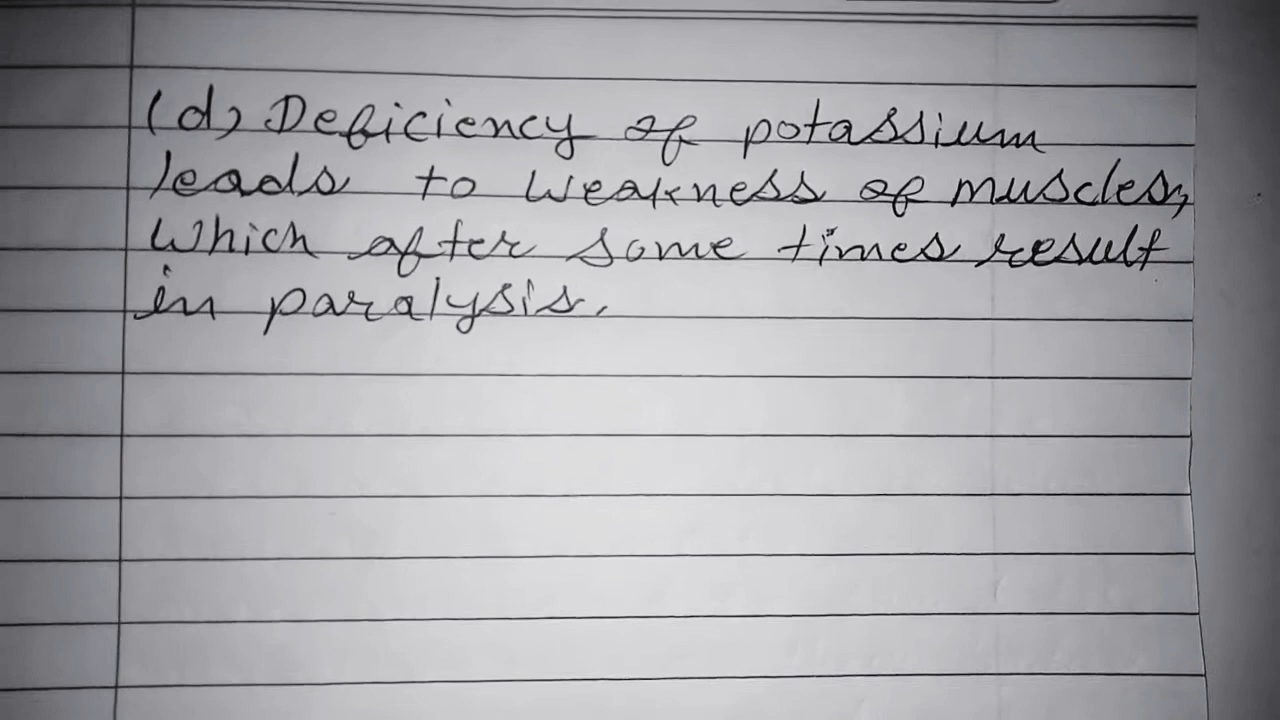 (d) Deficiency of potassium
leads to weakness of muscles,
which after some times result
in paralysis.